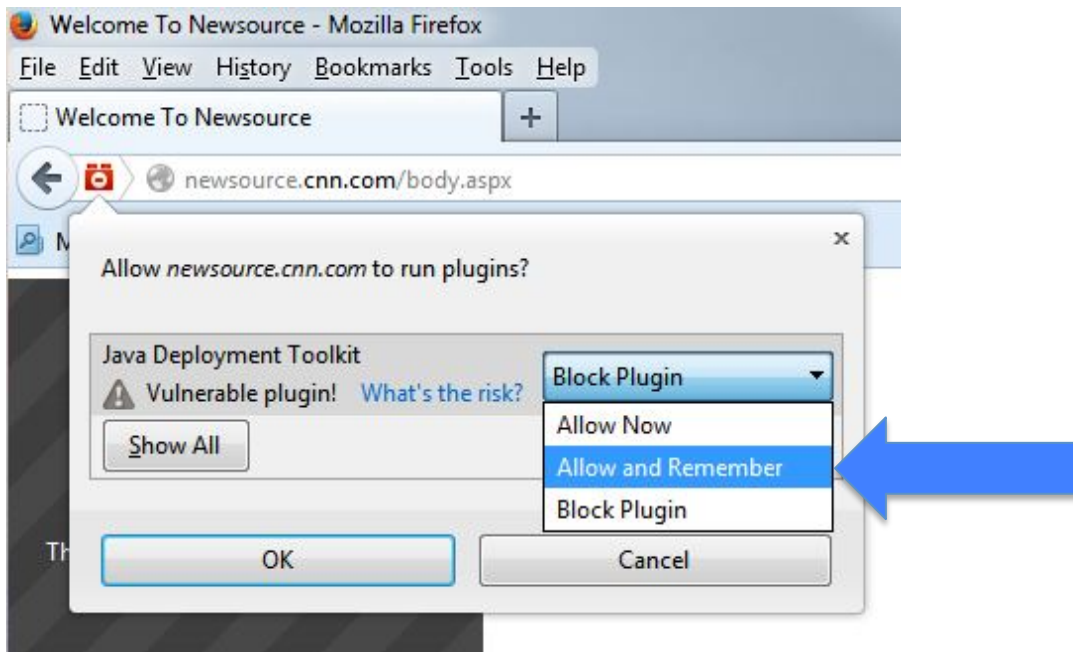 Welcome To Newsource - Mozilla Firefox
File Edit View History Bookmarks Tools Help
Welcome To Newsource +
newsource.cnn.com/body.aspx
Allow newsource.cnn.com to run plugins? ×
Java Deployment Toolkit
Vulnerable plugin! What's the risk?
Block Plugin
Show All
Allow Now
Allow and Remember
Block Plugin
OK Cancel